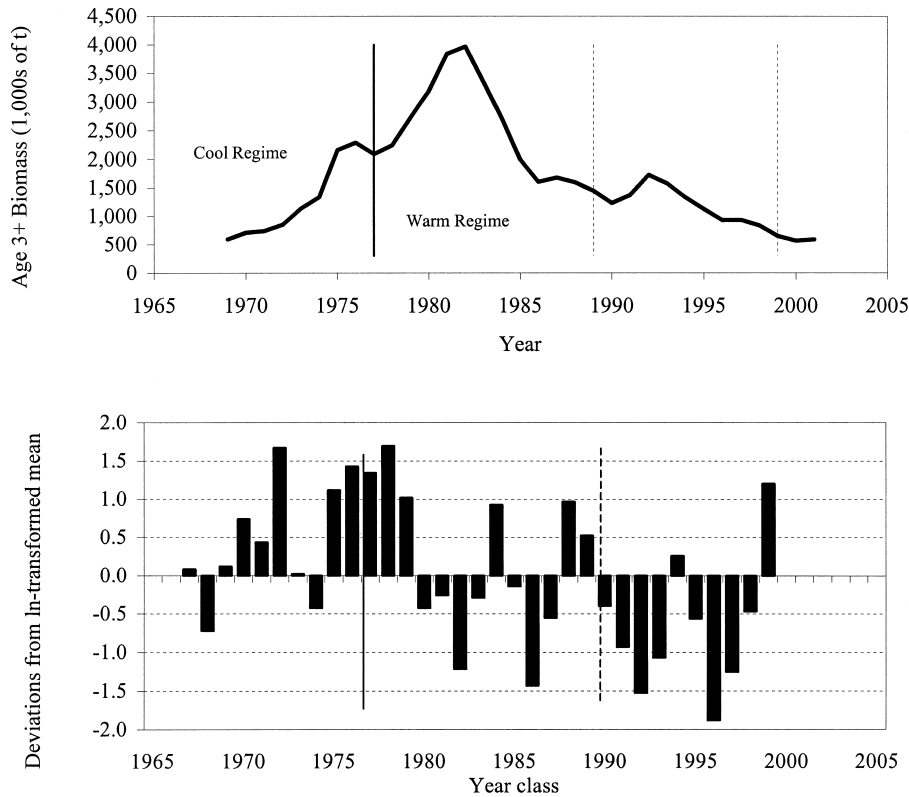 4,500
4,000
3,500
3,000
2,500
2,000
1,500
1,000
500
0
Age 3+ Biomass (1,000s of t)
Cool Regime
Warm Regime
1965 1970 1975 1980 1985 1990 1995 2000 2005
Year
2.0
1.5
1.0
0.5
0.0
-0.5
-1.0
-1.5
-2.0
Deviations from ln-transformed mean
1965 1970 1975 1980 1985 1990 1995 2000 2005
Year class